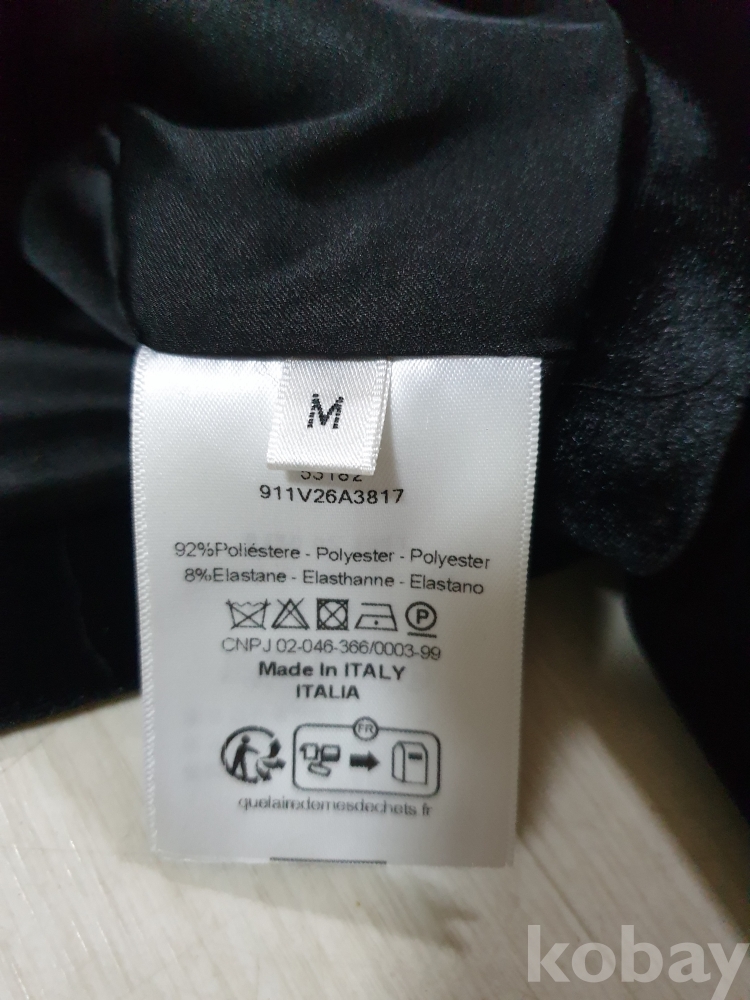 M
911V26A3817
92%Poliéstere - Polyester - Polyester
8%Elastane - Elasthanne - Elastano
P
CNPJ 02-046-366/0003-99
Made In ITALY
ITALIA
FR
quelairedemesdechets.fr
kobay